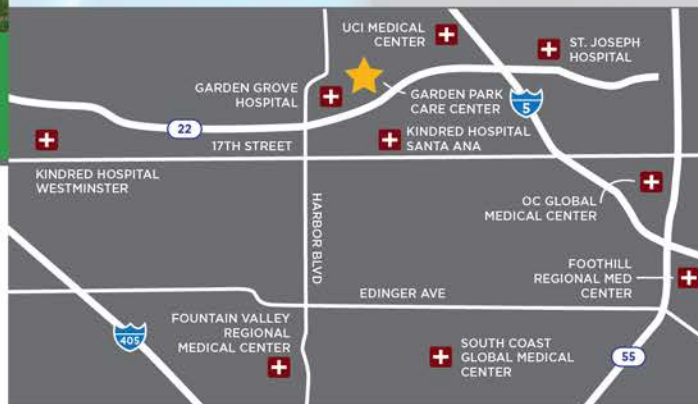 UCI MEDICAL
CENTER
ST. JOSEPH
HOSPITAL
GARDEN GROVE
HOSPITAL
GARDEN PARK
CARE CENTER
5
22
17TH STREET
KINDRED HOSPITAL
SANTA ANA
KINDRED HOSPITAL
WESTMINSTER
HARBOR BLVD
OC GLOBAL
MEDICAL CENTER
FOOTHILL
REGIONAL MED
CENTER
EDINGER AVE
FOUNTAIN VALLEY
REGIONAL
MEDICAL CENTER
405
SOUTH COAST
GLOBAL MEDICAL
CENTER
55